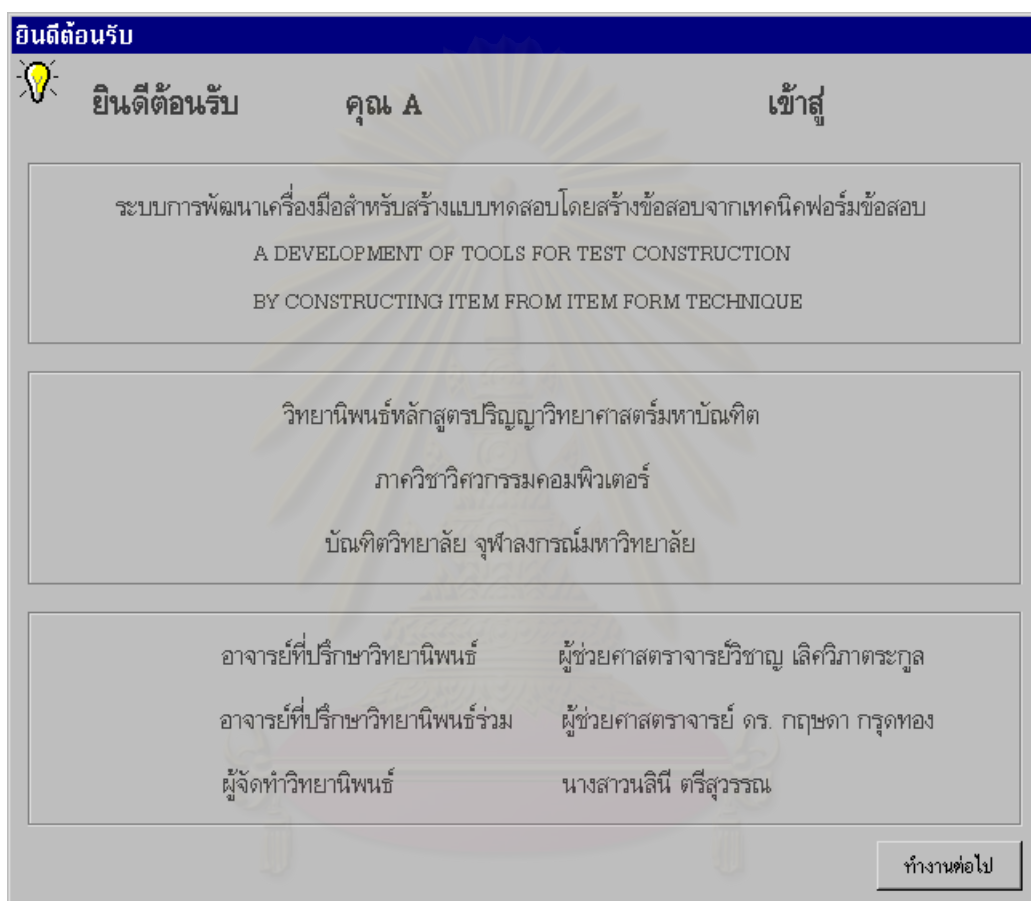 ยินดีต้อนรับ
ยินดีต้อนรับ คุณ A เข้าสู่
ระบบการพัฒนาเครื่องมือสำหรับสร้างแบบทดสอบโดยสร้างข้อสอบจากเทคนิคฟอร์มข้อสอบ
A DEVELOPMENT OF TOOLS FOR TEST CONSTRUCTION
BY CONSTRUCTING ITEM FROM ITEM FORM TECHNIQUE
วิทยานิพนธ์หลักสูตรปริญญาวิทยาศาสตร์มหาบัณฑิต
ภาควิชาวิศวกรรมคอมพิวเตอร์
บัณฑิตวิทยาลัย จุฬาลงกรณ์มหาวิทยาลัย
อาจารย์ที่ปรึกษาวิทยานิพนธ์ ผู้ช่วยศาสตราจารย์วิชาญ เลิศวิภาตระกูล
อาจารย์ที่ปรึกษาวิทยานิพนธ์ร่วม ผู้ช่วยศาสตราจารย์ ดร. กฤษดา กรุดทอง
ผู้จัดทำวิทยานิพนธ์ นางสาวนลินี ตรีสุวรรณ
ทำงานต่อไป